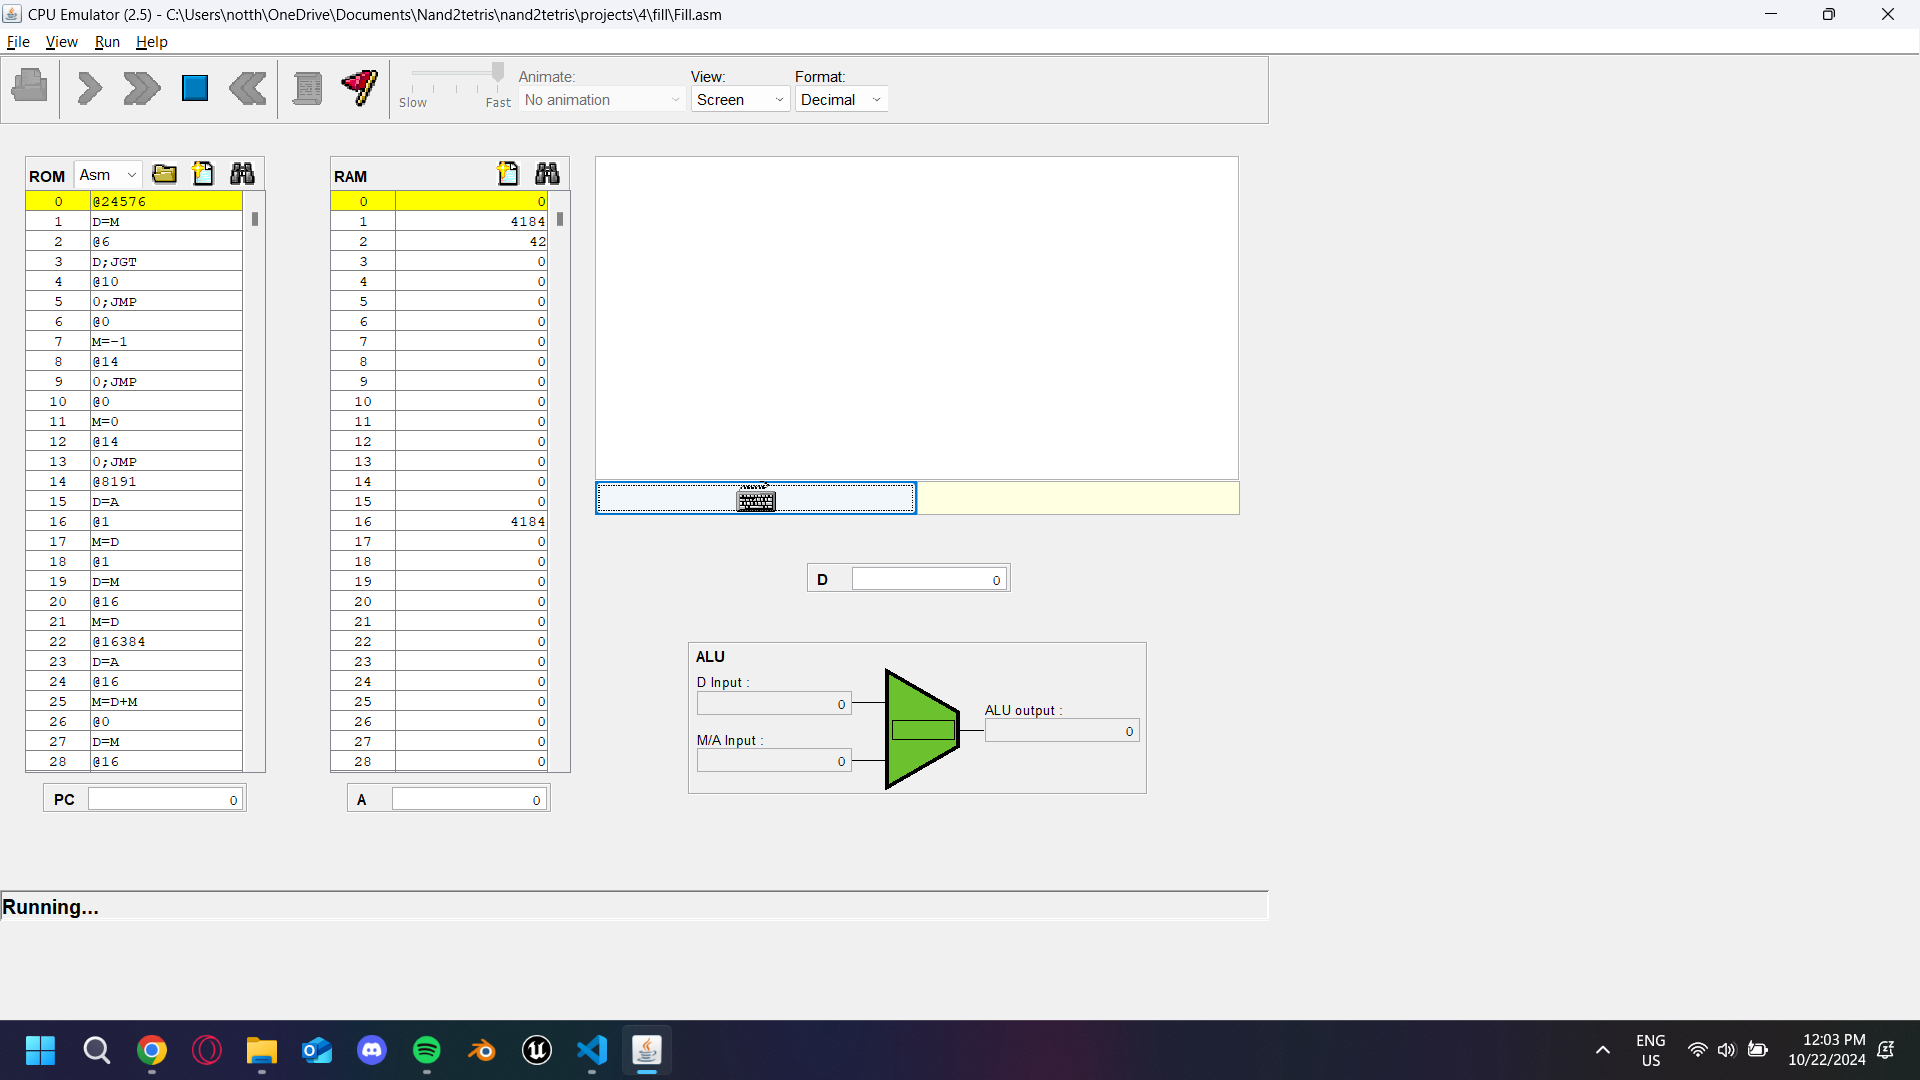 CPU Emulator (2.5) - C:\Users\notth\OneDrive\Documents\Nand2tetris\nand2tetris\projects\4\fill\Fill.asm
File View Run Help
Animate: View: Format:
Slow Fast No animation Screen Decimal
ROM Asm RAM
0 @24576 0 0
1 D=M 1 4184
2 @6 2 42
3 D;JGT 3 0
4 @10 4 0
5 0;JMP 5 0
6 @0 6 0
7 M=-1 7 0
8 @14 8 0
9 0;JMP 9 0
10 @0 10 0
11 M=0 11 0
12 @14 12 0
13 0;JMP 13 0
14 @8191 14 0
15 D=A 15 0
16 @1 16 4184
17 M=D 17 0
18 @1 18 0
19 D=M 19 0
20 @16 20 0
21 M=D 21 0
22 @16384 22 0
23 D=A 23 0
24 @16 24 0
25 M=D+M 25 0
26 @0 26 0
27 D=M 27 0
28 @16 28 0
PC 0 A 0
D 0
ALU
D Input :
0
M/A Input :
0
ALU output :
0
Running...
ENG
US
12:03 PM
10/22/2024